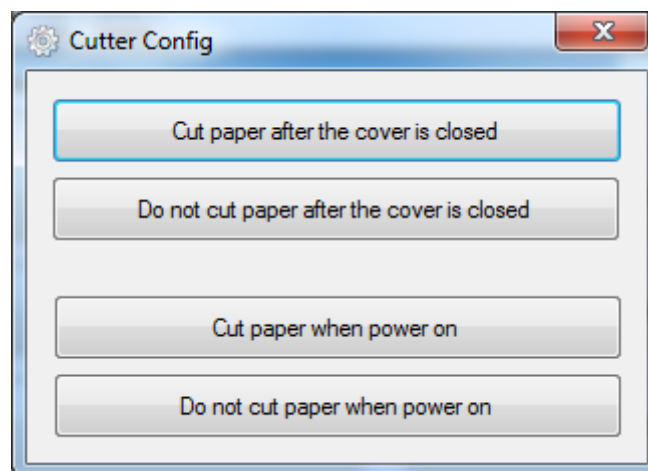 Cutter Config
Cut paper after the cover is closed
Do not cut paper after the cover is closed
Cut paper when power on
Do not cut paper when power on